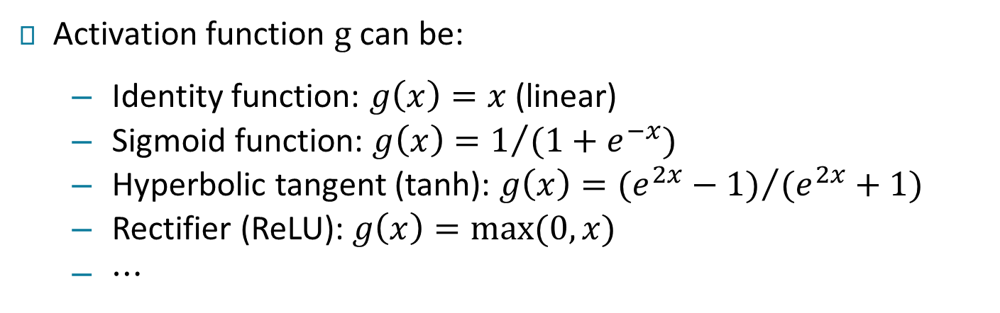 ▯ Activation function g can be:
– Identity function: g(x) = x (linear)
– Sigmoid function: g(x) = 1/(1 + e^{−x})
– Hyperbolic tangent (tanh): g(x) = (e^{2x} − 1)/(e^{2x} + 1)
– Rectifier (ReLU): g(x) = max(0, x)
– ⋯